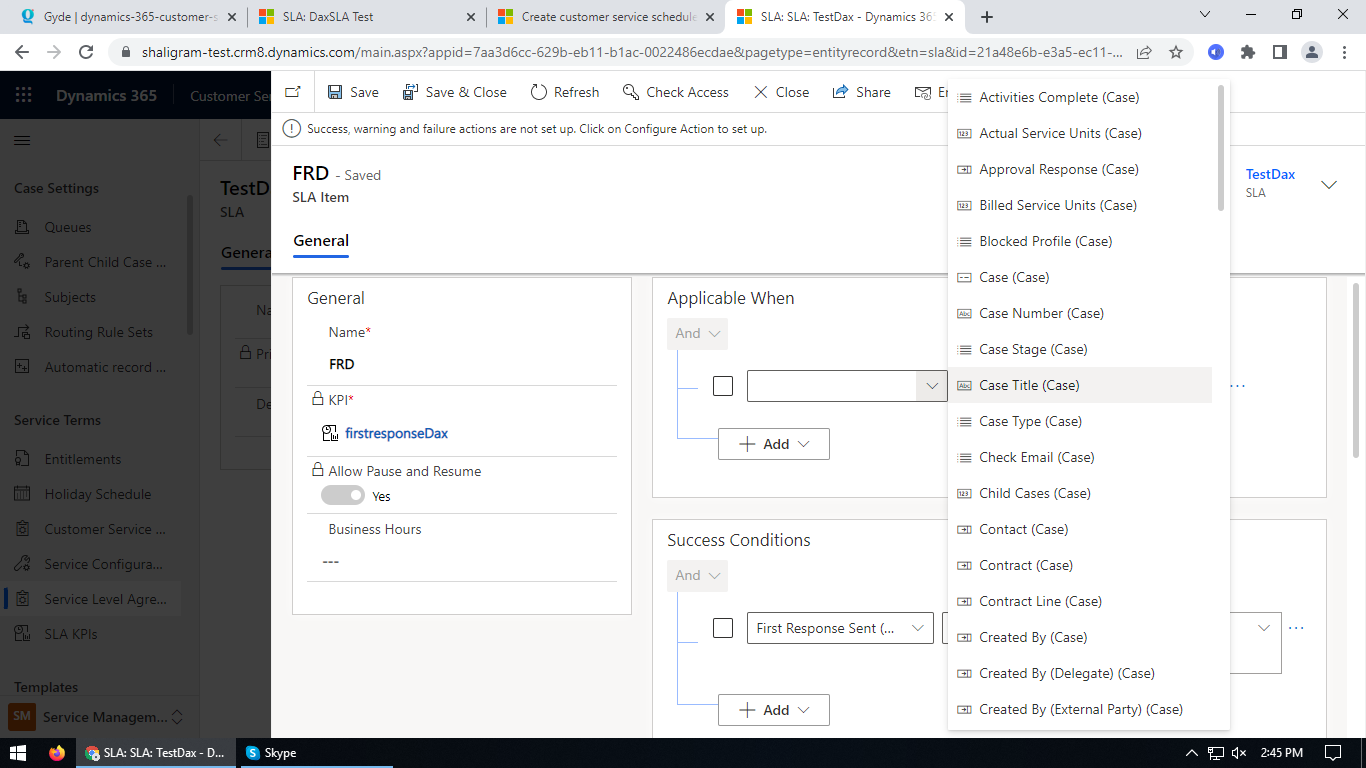 Gyde | dynamics-365-customer-s
SLA: DaxSLA Test
Create customer service schedule
SLA: SLA: TestDax - Dynamics 365
shaligram-test.crm8.dynamics.com/main.aspx?appid=7aa3d6cc-629b-eb11-b1ac-0022486ecdae&pagetype=entityrecord&etn=sla&id=21a48e6b-e3a5-ec11-...
Dynamics 365
Customer Se
Save
Save & Close
Refresh
Check Access
Close
Share
Success, warning and failure actions are not set up. Click on Configure Action to set up.
FRD - Saved
SLA Item
General
TestDax
SLA
Case Settings
Queues
Parent Child Case ...
Subjects
Routing Rule Sets
Automatic record ...
Service Terms
Entitlements
Holiday Schedule
Customer Service ...
Service Configura...
Service Level Agre...
SLA KPIs
Templates
SM
Service Managem...
TestDa
SLA
Genera
Na
Pri
De
General
Name*
FRD
KPI*
firstresponseDax
Allow Pause and Resume
Yes
Business Hours
---
Applicable When
And
Add
Success Conditions
And
First Response Sent (...
Add
Activities Complete (Case)
Actual Service Units (Case)
Approval Response (Case)
Billed Service Units (Case)
Blocked Profile (Case)
Case (Case)
Case Number (Case)
Case Stage (Case)
Case Title (Case)
Case Type (Case)
Check Email (Case)
Child Cases (Case)
Contact (Case)
Contract (Case)
Contract Line (Case)
Created By (Case)
Created By (Delegate) (Case)
Created By (External Party) (Case)
SLA: SLA: TestDax - D...
Skype
2:45 PM